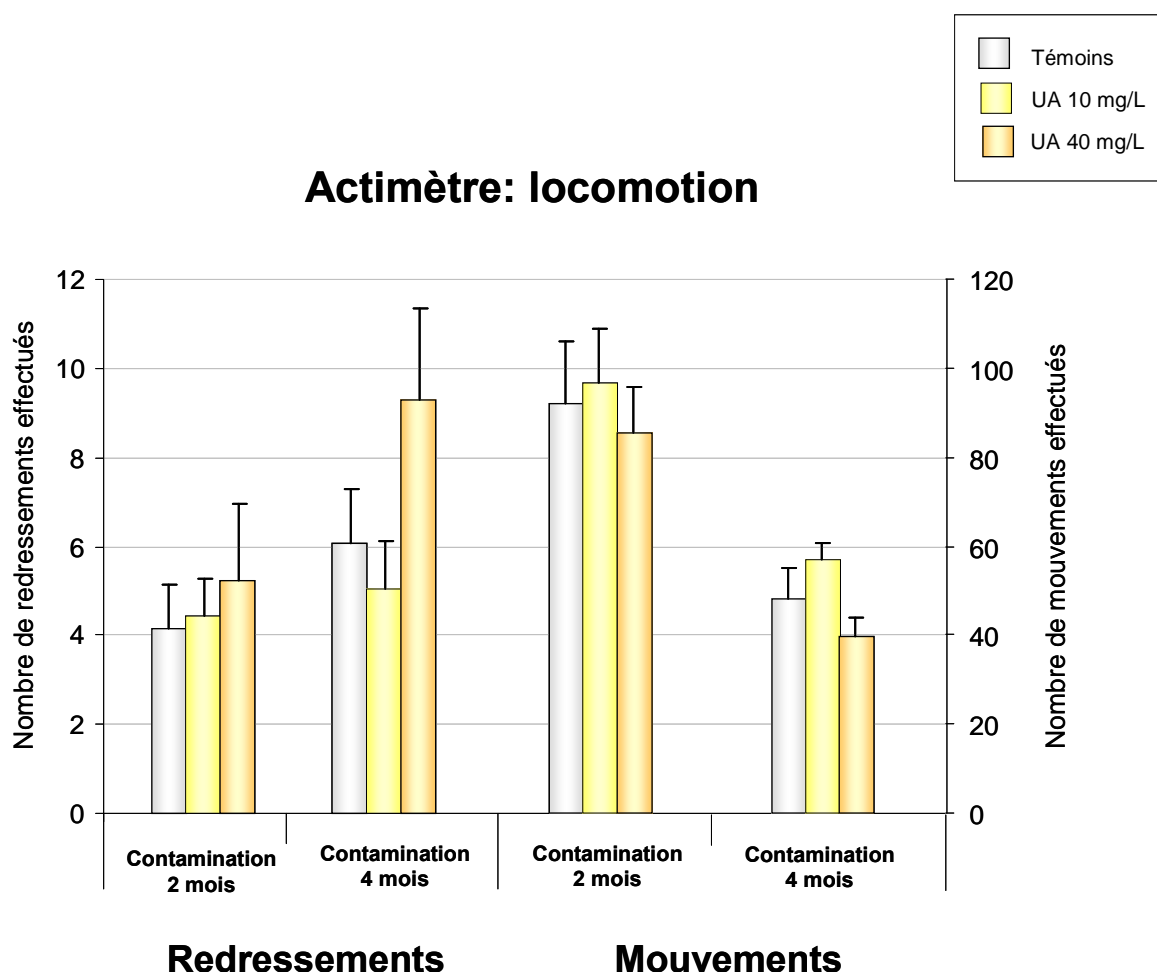 Témoins
UA 10 mg/L
UA 40 mg/L
Actimètre: locomotion
Nombre de redressements effectués
12
10
8
6
4
2
0
120
100
80
60
40
20
0
Nombre de mouvements effectués
Contamination
2 mois
Contamination
4 mois
Contamination
2 mois
Contamination
4 mois
Redressements
Mouvements